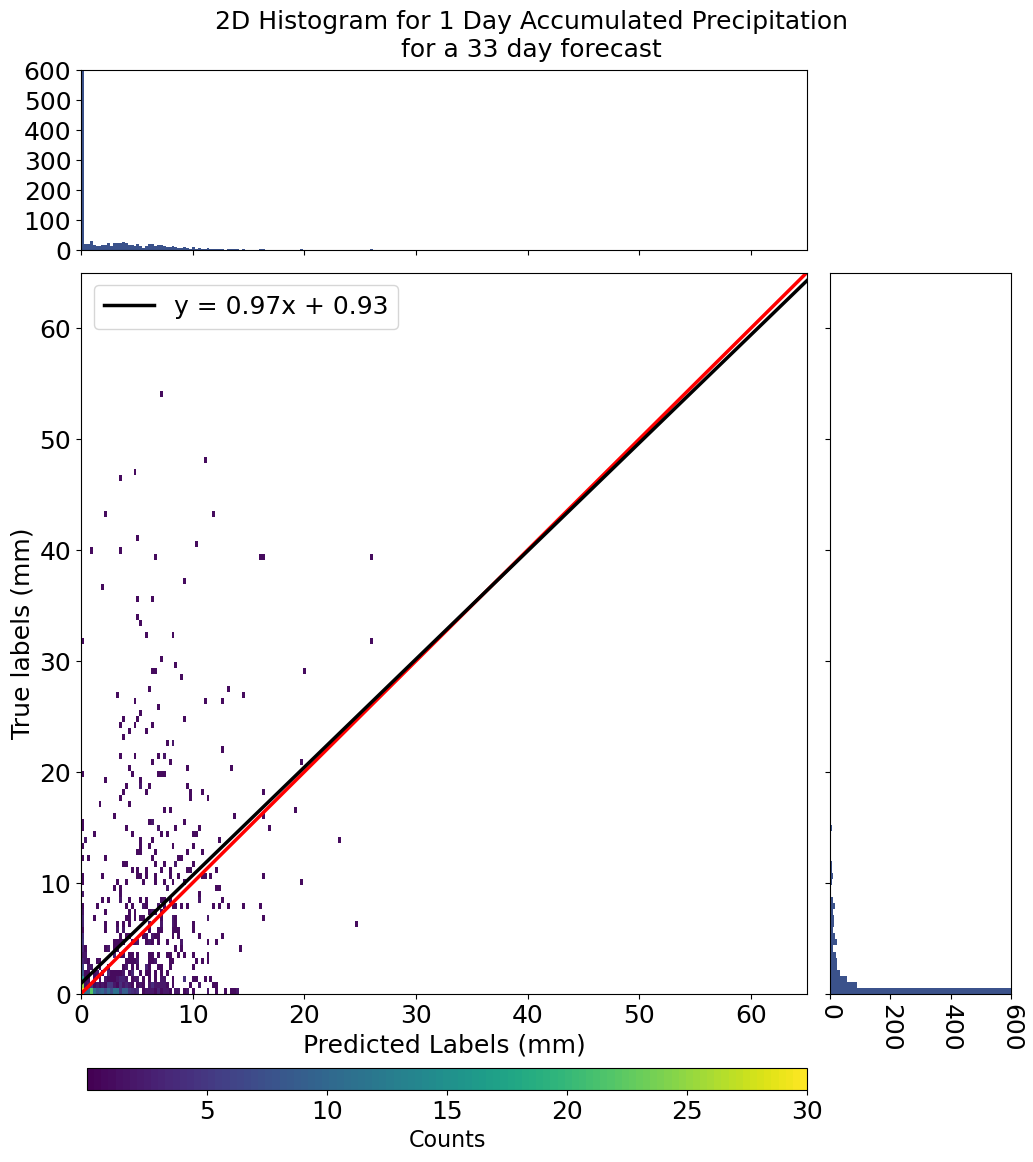 2D Histogram for 1 Day Accumulated Precipitation
for a 33 day forecast
600
500
400
300
200
100
0
y = 0.97x + 0.93
True labels (mm)
60
50
40
30
20
10
0
0 10 20 30 40 50 60
Predicted Labels (mm)
0 200 400 600
5 10 15 20 25 30
Counts